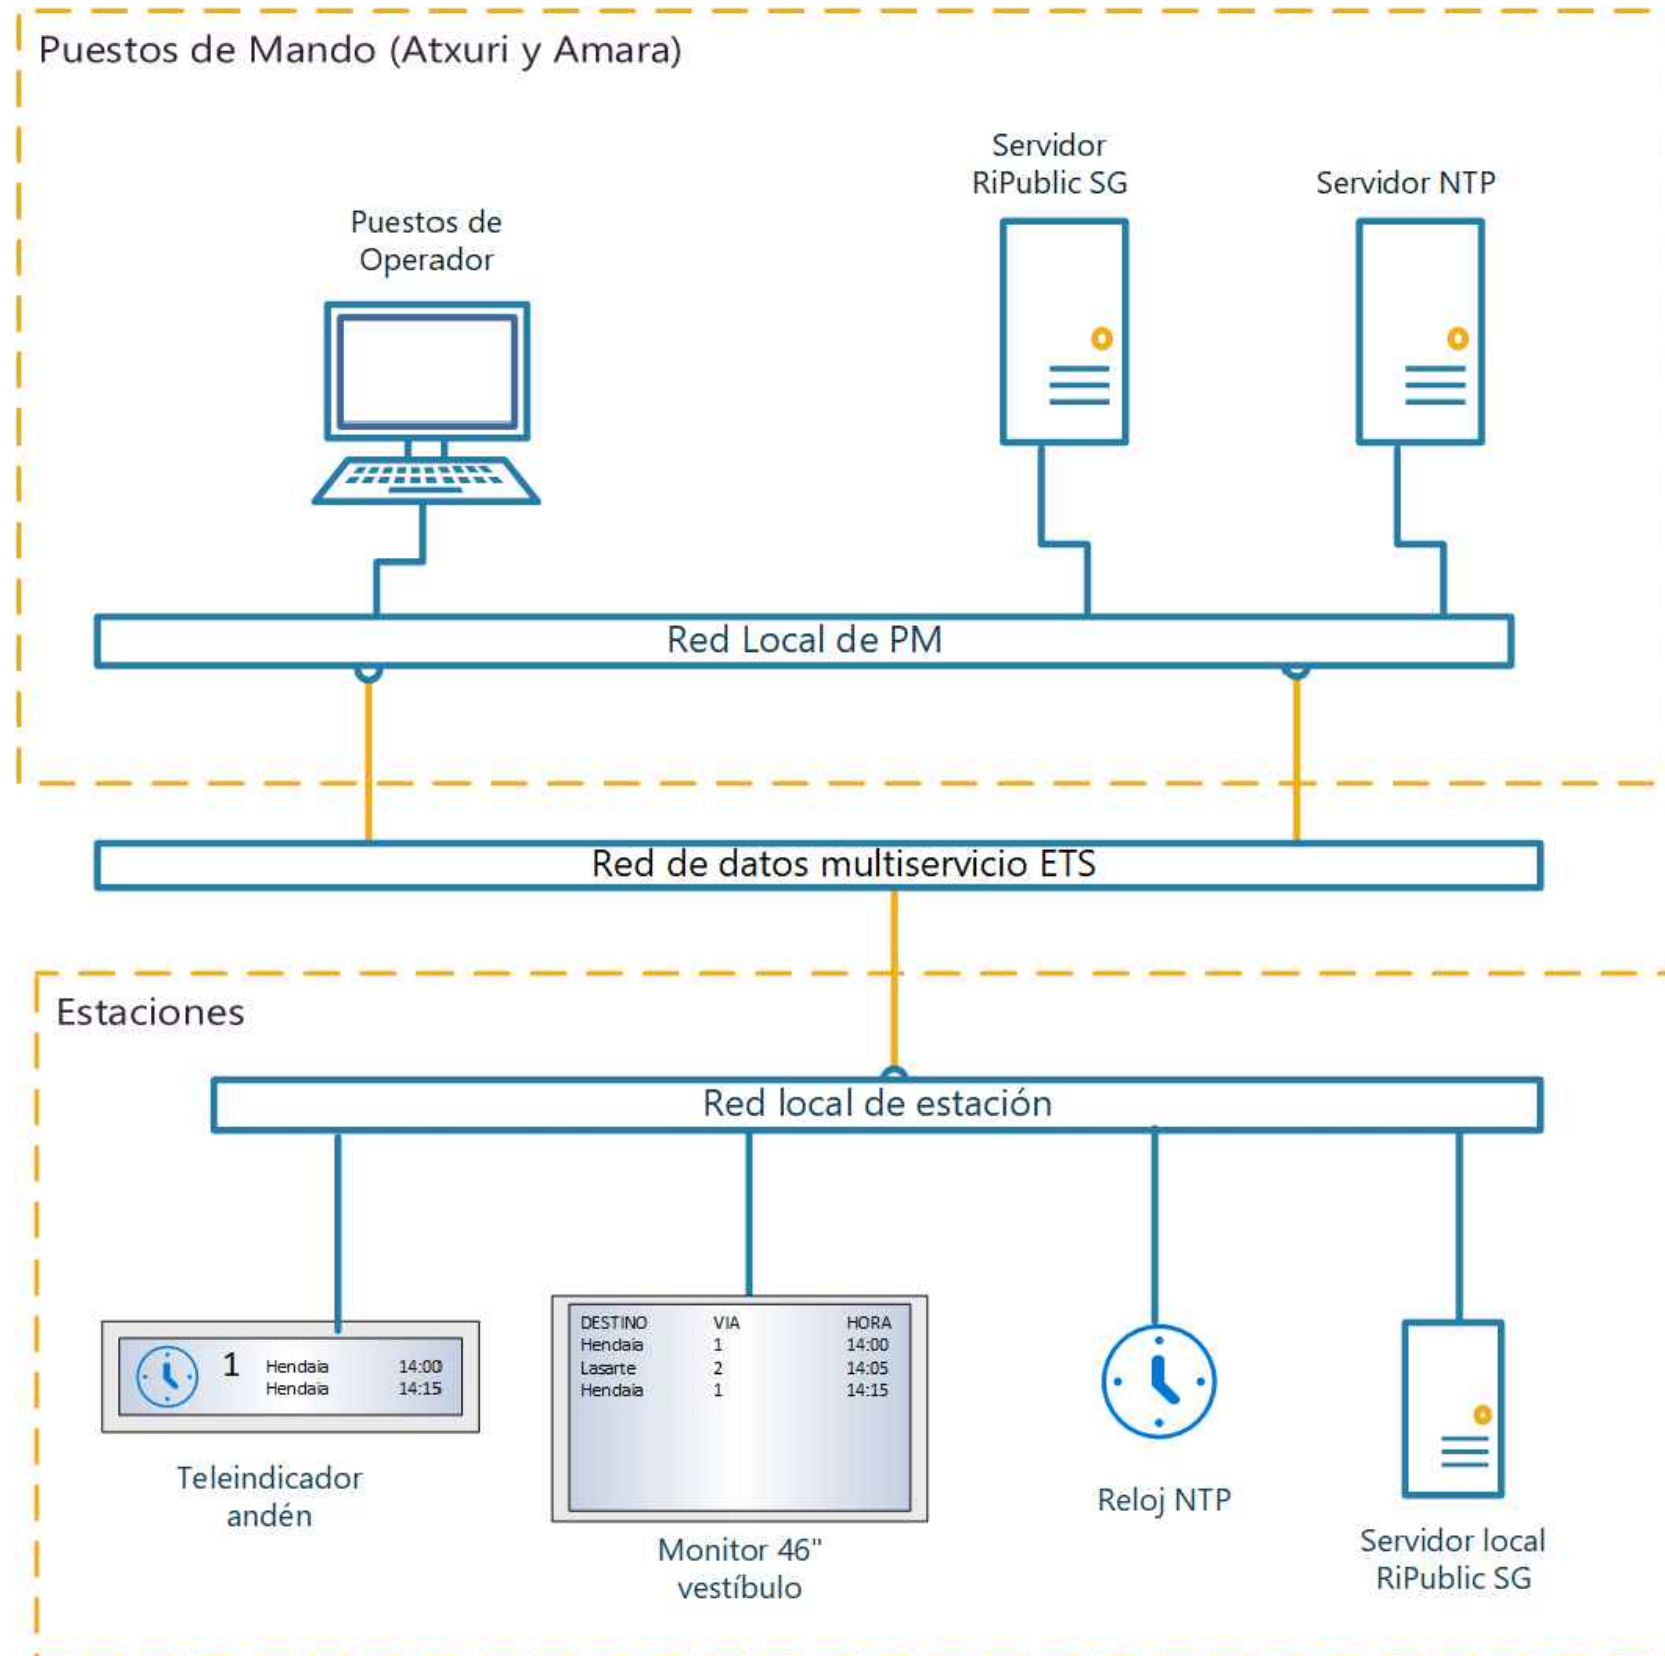 Puestos de Mando (Atxuri y Amara)
Servidor
RiPublic SG
Servidor NTP
Puestos de
Operador
Red Local de PM
Red de datos multiservicio ETS
Estaciones
Red local de estación
1 Hendaia 14:00
Hendaia 14:15
DESTINO VIA HORA
Hendaia 1 14:00
Lasarte 2 14:05
Hendaia 1 14:15
Teleindicador
andén
Monitor 46"
vestíbulo
Reloj NTP
Servidor local
RiPublic SG